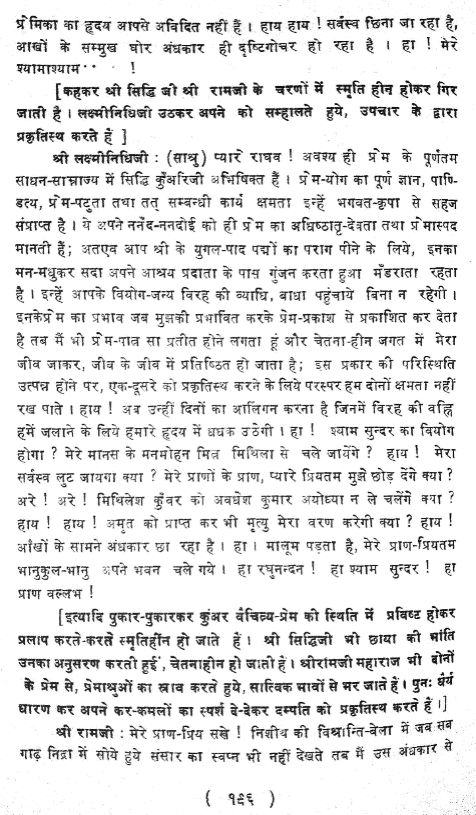 प्रेमिका का हृदय आपसे अविदित नहीं हैं । हाय हाय ! सर्वस्व छिना जा रहा है,
आखों के सम्मुख घोर अंधकार ही दृष्टिगोचर हो रहा है । हा ! मेरे
श्यामाश्याम·· · !
[कहकर श्री सिद्धि जी श्री रामजी के चरणों में स्मृति हीन होकर गिर
जाती है । लक्ष्मीनिधिजी उठकर अपने को सम्हालते हुये, उपचार के द्वारा
प्रकृतिस्थ करते हैं ]
श्री लक्ष्मीनिधिजी : (साश्रु) प्यारे राघव ! अवश्य ही प्रेम के पूर्णतम
साधन-साम्राज्य में सिद्धि कुँअरिजी अभिषिक्त हैं । प्रेम-योग का पूर्ण ज्ञान, पाण्डि-
त्य, प्रेम-पटुता तथा तत् सम्बन्धी कार्य क्षमता इन्हें भगवत-कृपा से सहज
संप्राप्त है । ये अपने ननँद-ननदोई को ही प्रेम का अधिष्ठातृ-देवता तथा प्रेमास्पद
मानती हैं; अतएव आप श्री के युगल-पाद पद्मों का पराग पीने के लिये, इनका
मन-मधुकर सदा अपने आश्रय प्रदाता के पास गुंजन करता हुआ मँडराता रहता
है । इन्हें आपके वियोग-जन्य विरह की व्याधि, बाधा पहुंचाये बिना न रहेगी ।
इनकेप्रेम का प्रभाव जब मुझकी प्रभावित करके प्रेम-प्रकाश से प्रकाशित कर देता
है तब मैं भी प्रेम-पात्र सा प्रतीत होने लगता हूं और चेतना-हीन जगत में मेरा
जीव जाकर, जीव के जीव में प्रतिष्ठित हो जाता है; इस प्रकार की परिस्थिति
उत्पन्न होने पर, एक-दूसरे को प्रकृतिस्थ करने के लिये परस्पर हम दोनों क्षमता नहीं
रख पाते । हाय ! अब उन्हीं दिनों का आलिंगन करना है जिनमें विरह की वह्नि
हमें जलाने के लिये हमारे हृदय में धधक उठेगी । हा ! श्याम सुन्दर का वियोग
होगा ? मेरे मानस के मनमोहन मित्र मिथिला से चले जायेंगे ? हाय ! मेरा
सर्वस्व लुट जायगा क्या ? मेरे प्राणों के प्राण, प्यारे प्रियतम मुझे छोड़ देंगे क्या ?
अरे ! अरे ! मिथिलेश कुँवर को अवधेश कुमार अयोध्या न ले चलेंगे क्या ?
हाय ! हाय ! अमृत को प्राप्त कर भी मृत्यु मेरा वरण करेगी क्या ? हाय !
आँखों के सामने अंधकार छा रहा है । हा । मालूम पड़ता है, मेरे प्राण-प्रियतम
भानुकुल-भानु अपने भवन चले गये । हा रघुनन्दन ! हा श्याम सुन्दर ! हा
प्राण वल्लभ !
[इत्यादि पुकार-पुकारकर कुंअर वैचित्र्य-प्रेम की स्थिति में प्रविष्ट होकर
प्रलाप करते-करते स्मृतिहीन हो जाते हैं । श्री सिद्धिजी भी छाया की भांति
उनका अनुसरण करती हुई', चेतनाहीन हो जाती हैं । श्रीरामजी महाराज भी दोनों
के प्रेम से, प्रेमाश्रुओं का स्राव करते हुये, सात्विक भावों से भर जाते हैं । पुनः धैर्य
धारण कर अपने कर-कमलों का स्पर्श दे-देकर दम्पति को प्रकृतिस्थ करते हैं ।]
श्री रामजी : मेरे प्राण-प्रिय सखे ! निशीथ की विश्रान्ति-बेला में जब सब
गाढ़ निद्रा में सोये हुये संसार का स्वप्न भी नहीं देखते तब मैं उस अंधकार से
( १९६ )